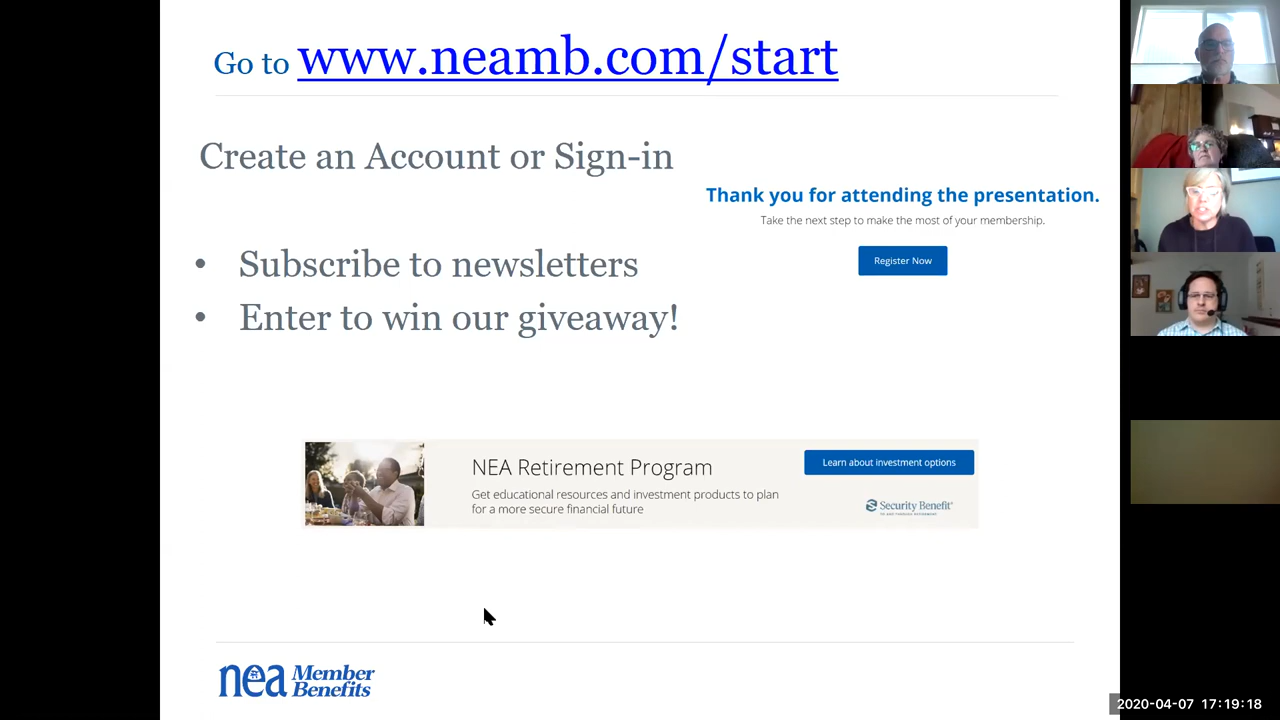 Go to www.neamb.com/start
Create an Account or Sign-in
Thank you for attending the presentation.
Take the next step to make the most of your membership.
Register Now
• Subscribe to newsletters
• Enter to win our giveaway!
NEA Retirement Program
Get educational resources and investment products to plan
for a more secure financial future
Learn about investment options
Security Benefit
nea Member
Benefits
2020-04-07 17:19:18